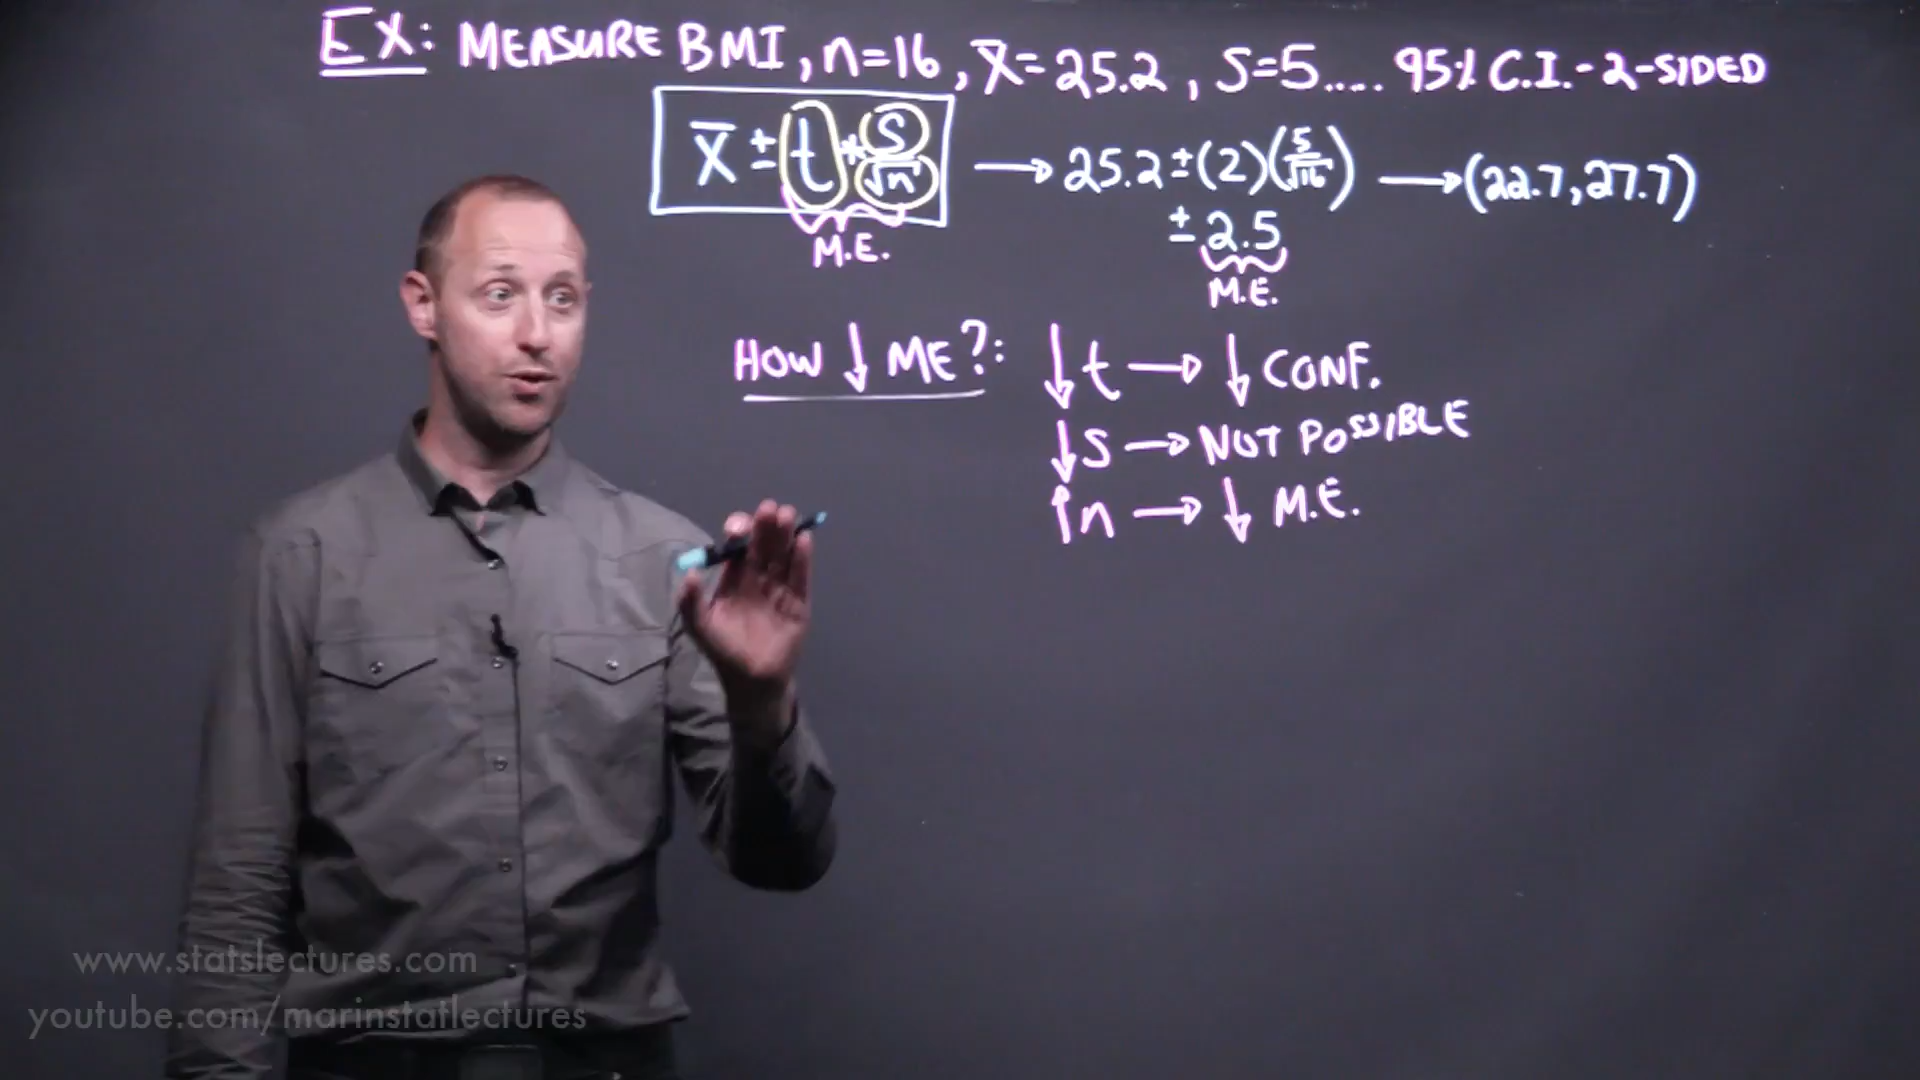 EX: MEASURE BMI, n=16, x̄=25.2, S=5.... 95% C.I.-2-SIDED
x̄ ± t * s/√n → 25.2 ± (2)(5/√16) → (22.7, 27.7)
± 2.5
M.E.
M.E.
HOW ↓ ME?: ↓ t → ↓ CONF.
↓ S → NOT POSSIBLE
↑ n → ↓ M.E.
www.statslectures.com
youtube.com/marinstatlectures